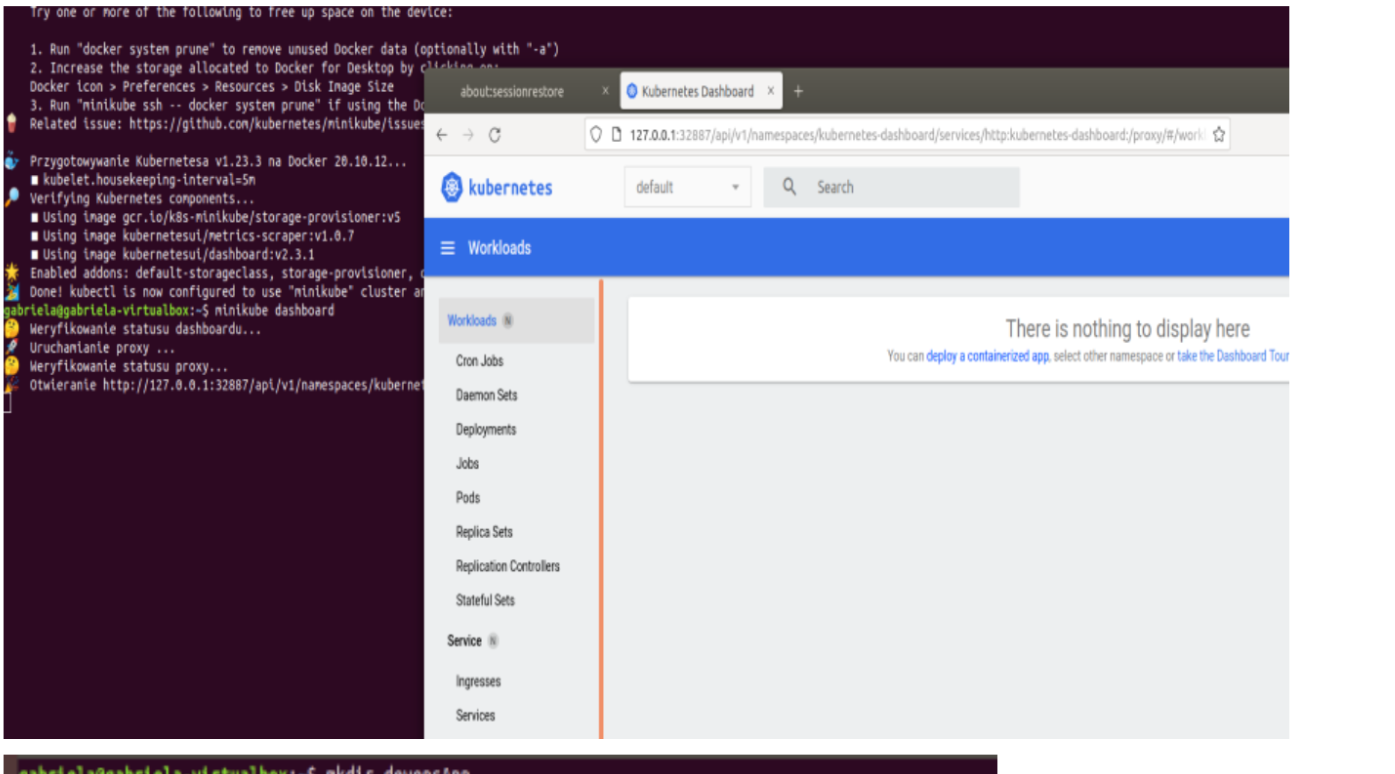 Try one or more of the following to free up space on the device:
1. Run "docker system prune" to remove unused Docker data (optionally with "-a")
2. Increase the storage allocated to Docker for Desktop by clicking on:
Docker icon > Preferences > Resources > Disk Image Size
3. Run "minikube ssh -- docker system prune" if using the Do
Related issue: https://github.com/kubernetes/minikube/issues
Przygotowywanie Kubernetesa v1.23.3 na Docker 20.10.12...
kubelet.housekeeping-interval=5m
Verifying Kubernetes components...
Using image gcr.io/k8s-minikube/storage-provisioner:v5
Using image kubernetesui/metrics-scraper:v1.0.7
Using image kubernetesui/dashboard:v2.3.1
Enabled addons: default-storageclass, storage-provisioner,
Done! kubectl is now configured to use "minikube" cluster
gabriela@gabriela-virtualbox:~$ minikube dashboard
Weryfikowanie statusu dashboardu...
Uruchamianie proxy ...
Weryfikowanie statusu proxy...
Otwieranie http://127.0.0.1:32887/api/v1/namespaces/kubernet
about:sessionrestore
Kubernetes Dashboard
127.0.0.1:32887/api/v1/namespaces/kubernetes-dashboard/services/http:kubernetes-dashboard:/proxy/#/work
kubernetes
default
Search
Workloads
Workloads N
Cron Jobs
Daemon Sets
Deployments
Jobs
Pods
Replica Sets
Replication Controllers
Stateful Sets
Service N
Ingresses
Services
There is nothing to display here
You can deploy a containerized app, select other namespace or take the Dashboard Tour
gabriela@gabriela-virtualbox:~$ mkdir